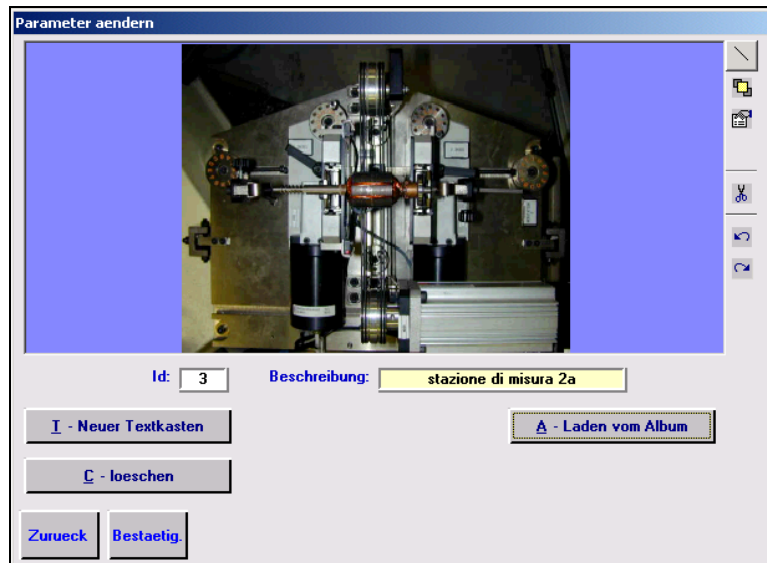 Parameter aendern
Id: 3 Beschreibung: stazione di misura 2a
T - Neuer Textkasten A - Laden vom Album
C - loeschen
Zurueck Bestaetig.